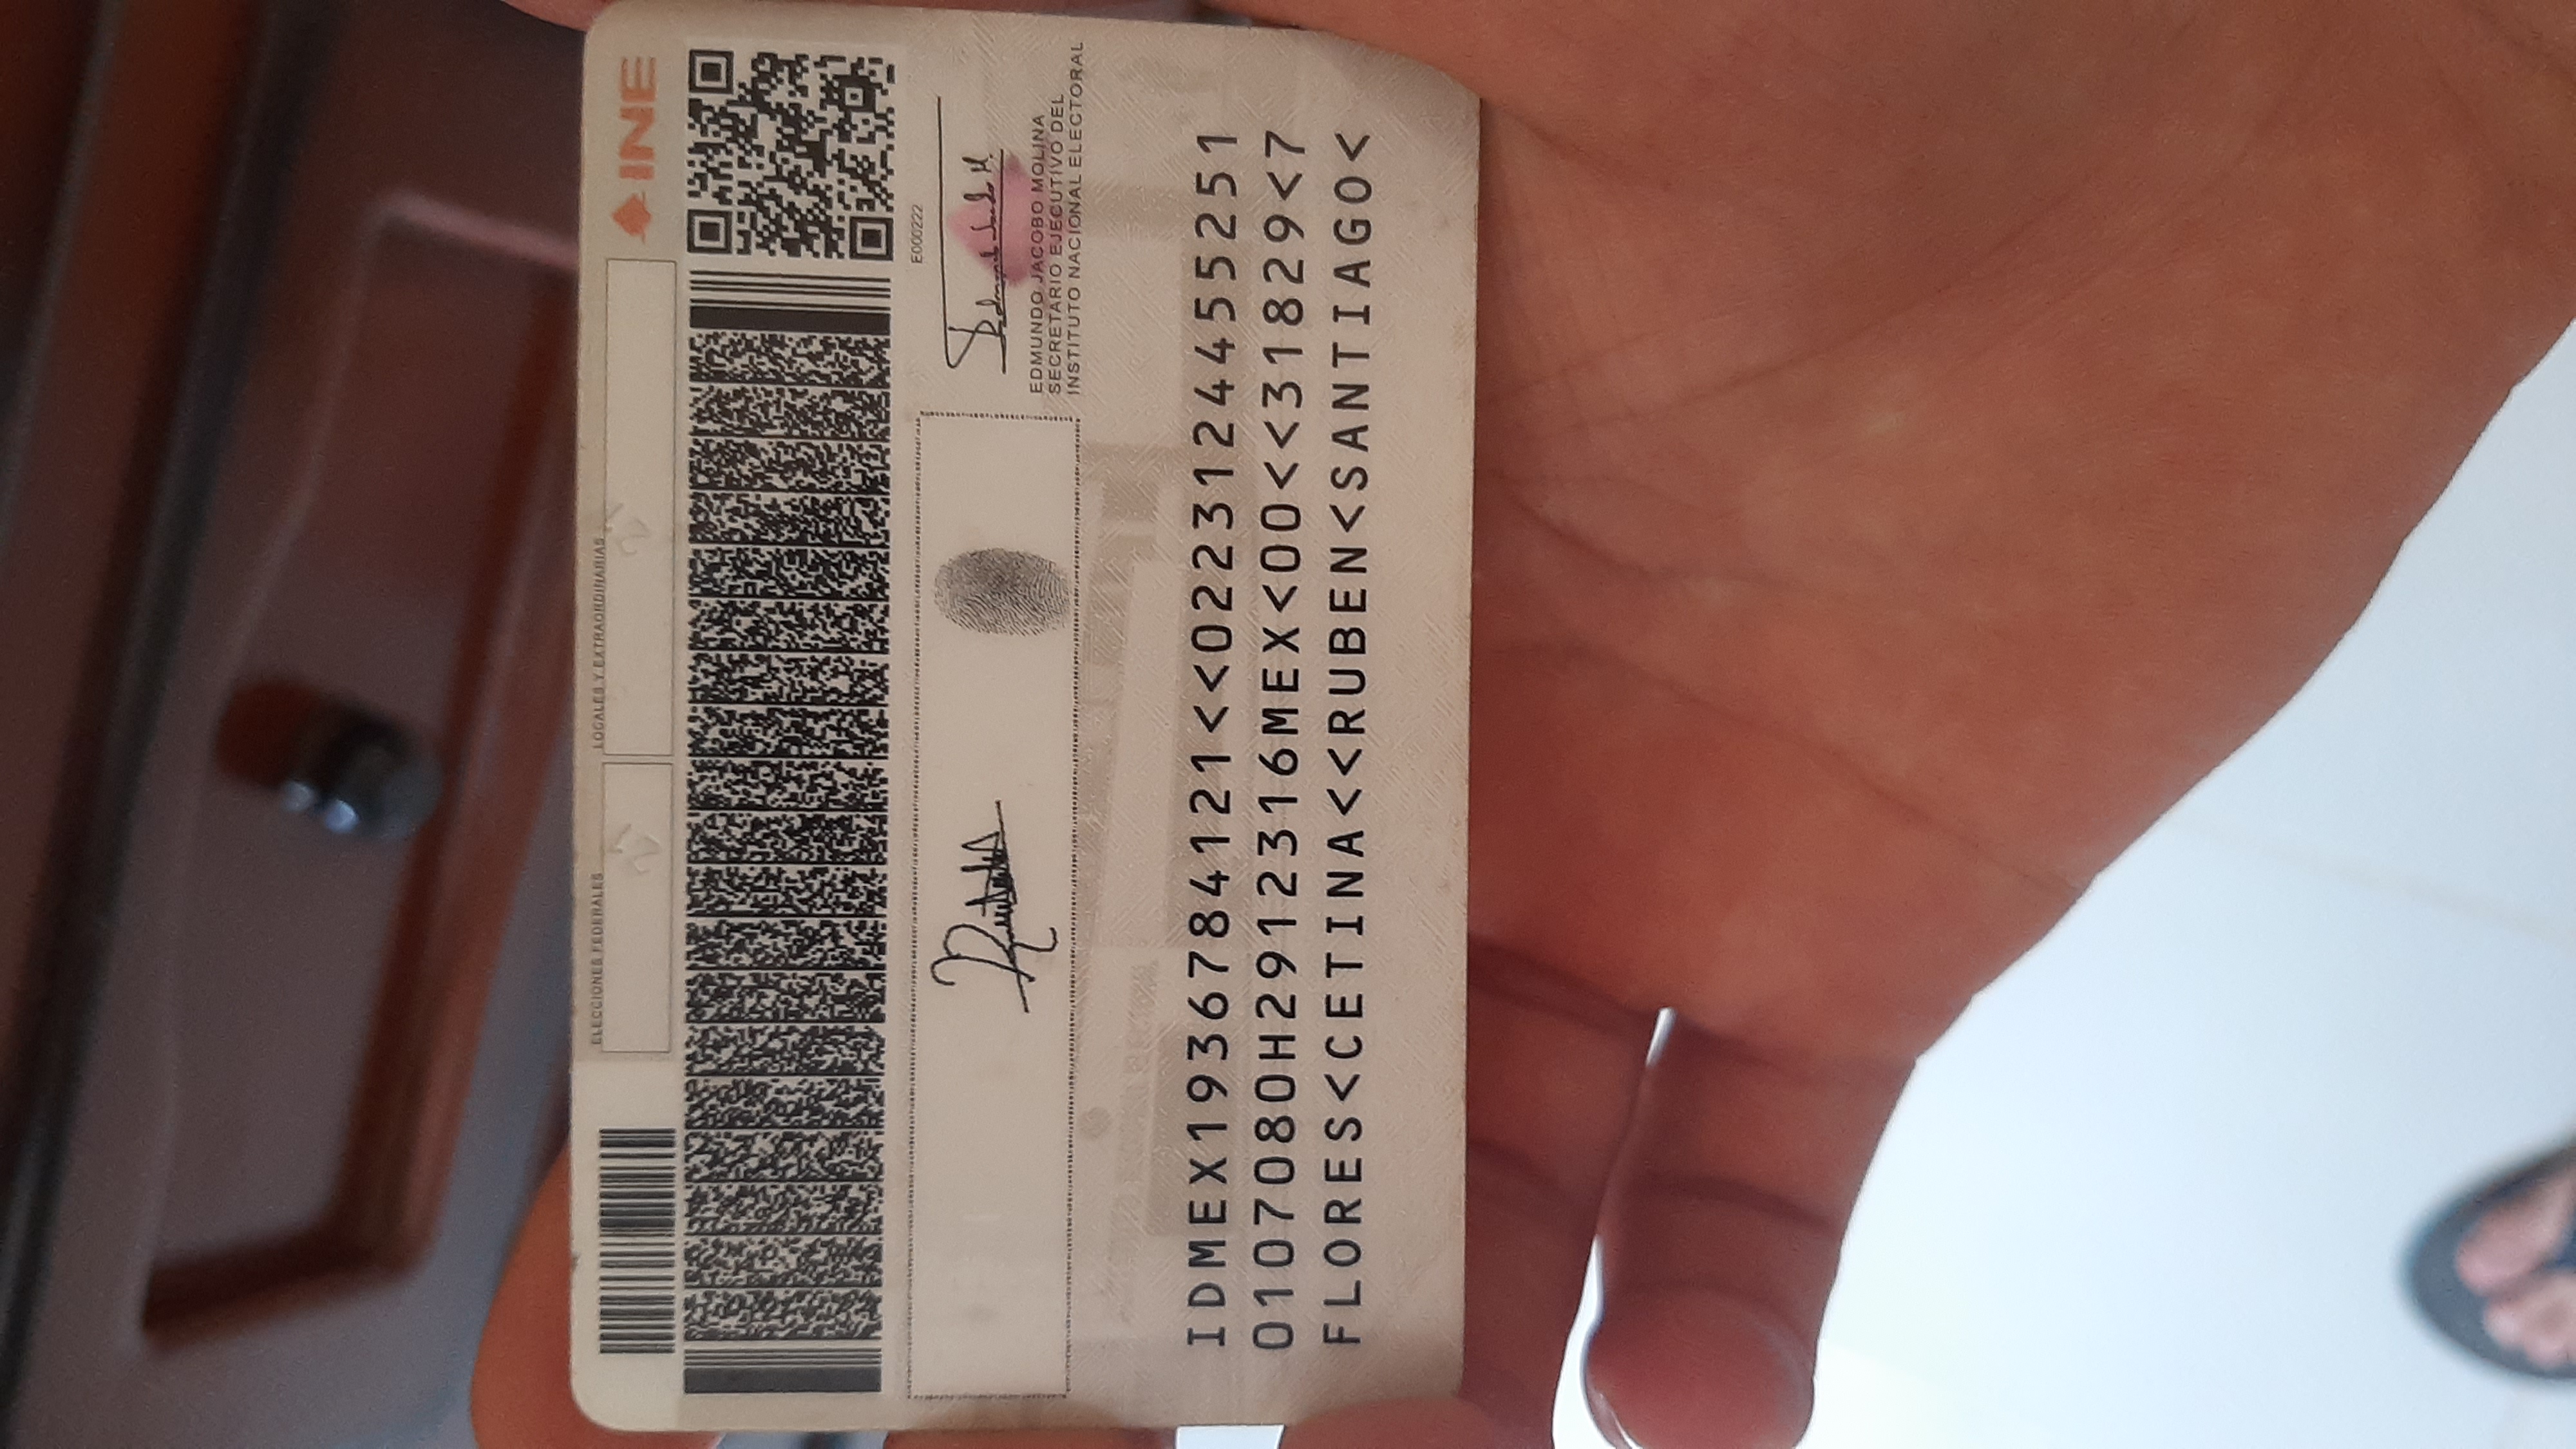 INE
ELECCIONES FEDERALES
LOCALES Y EXTRAORDINARIAS
E000222
EDMUNDO JACOBO MOLINA
SECRETARIO EJECUTIVO DEL
INSTITUTO NACIONAL ELECTORAL
IDMEX1936784121<<0223124455251
0107080H2912316MEX<00<<31829<7
FLORES<CETINA<<RUBEN<SANTIAGO<